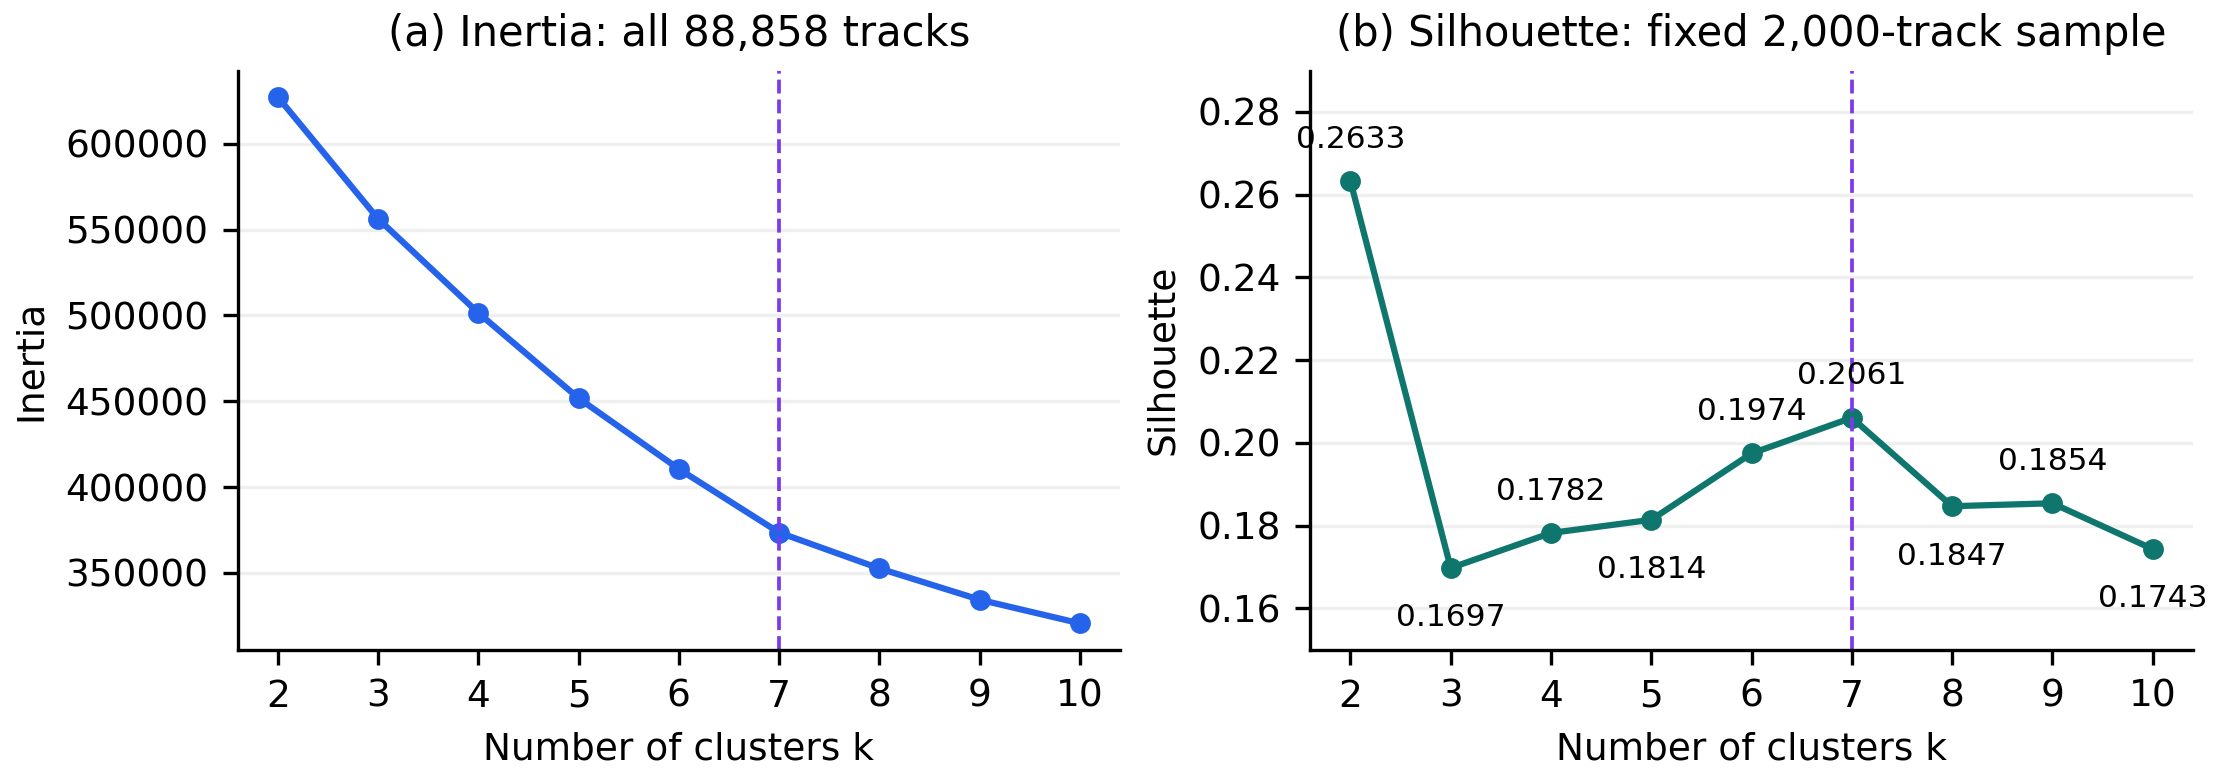 (a) Inertia: all 88,858 tracks
Inertia
600000
550000
500000
450000
400000
350000
2 3 4 5 6 7 8 9 10
Number of clusters k
(b) Silhouette: fixed 2,000-track sample
Silhouette
0.28
0.26
0.24
0.22
0.20
0.18
0.16
0.2633
0.1697
0.1782
0.1814
0.1974
0.2061
0.1847
0.1854
0.1743
2 3 4 5 6 7 8 9 10
Number of clusters k